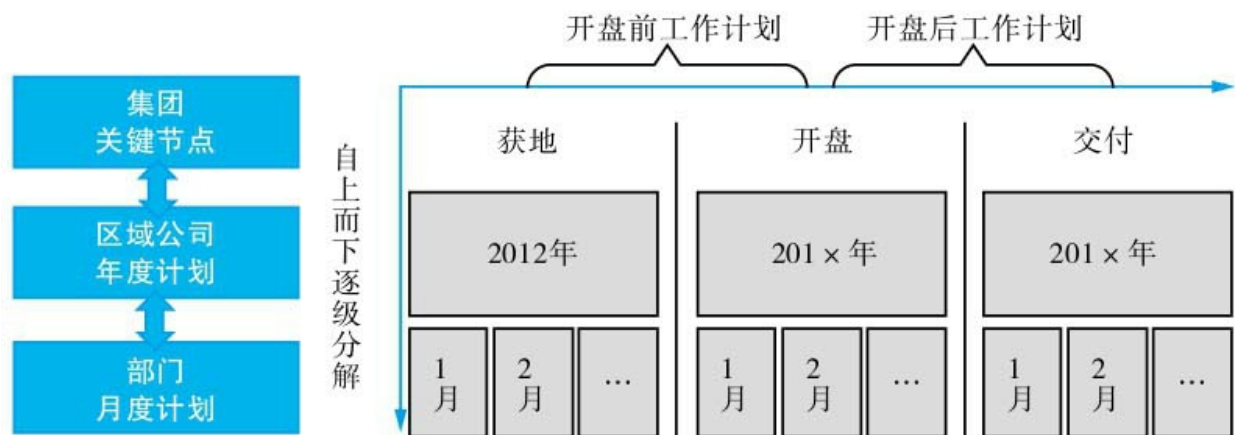 开盘前工作计划 开盘后工作计划
集团
关键节点
区域公司
年度计划
部门
月度计划
自上而下逐级分解
获地 开盘 交付
2012年 201×年 201×年
1月 2月 … 1月 2月 … 1月 2月 …